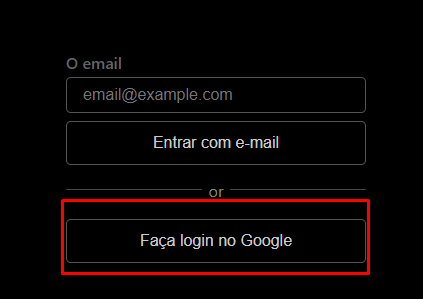 O email
email@example.com
Entrar com e-mail
or
Faça login no Google